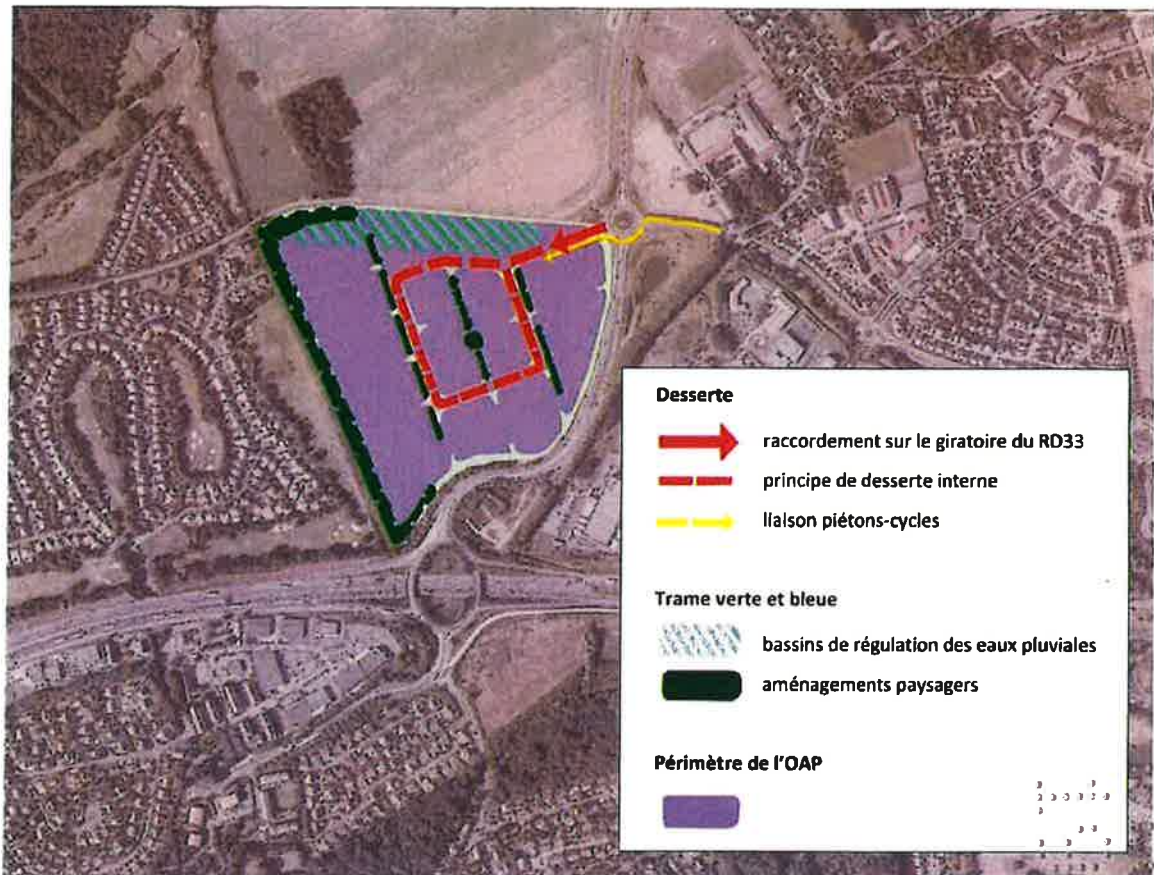 Desserte
raccordement sur le giratoire du RD33
principe de desserte interne
liaison piétons-cycles
Trame verte et bleue
bassins de régulation des eaux pluviales
aménagements paysagers
Périmètre de l'OAP